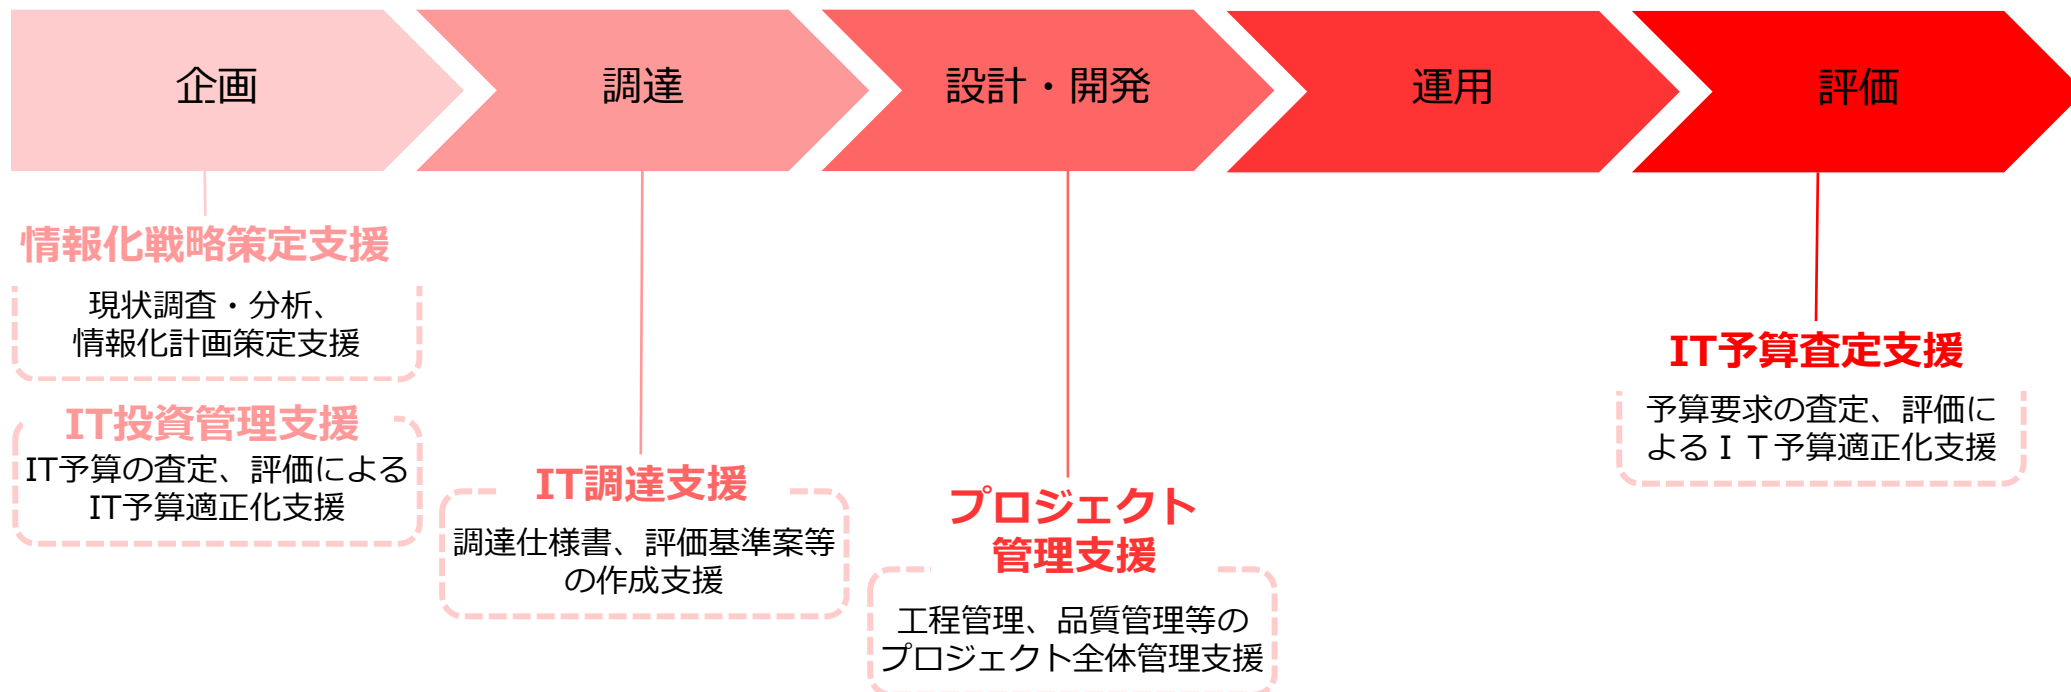 企画
調達
設計・開発
運用
評価
情報化戦略策定支援
現状調査・分析、
情報化計画策定支援
IT投資管理支援
IT予算の査定、評価による
IT予算適正化支援
IT調達支援
調達仕様書、評価基準案等
の作成支援
プロジェクト
管理支援
工程管理、品質管理等の
プロジェクト全体管理支援
IT予算査定支援
予算要求の査定、評価に
よるＩＴ予算適正化支援